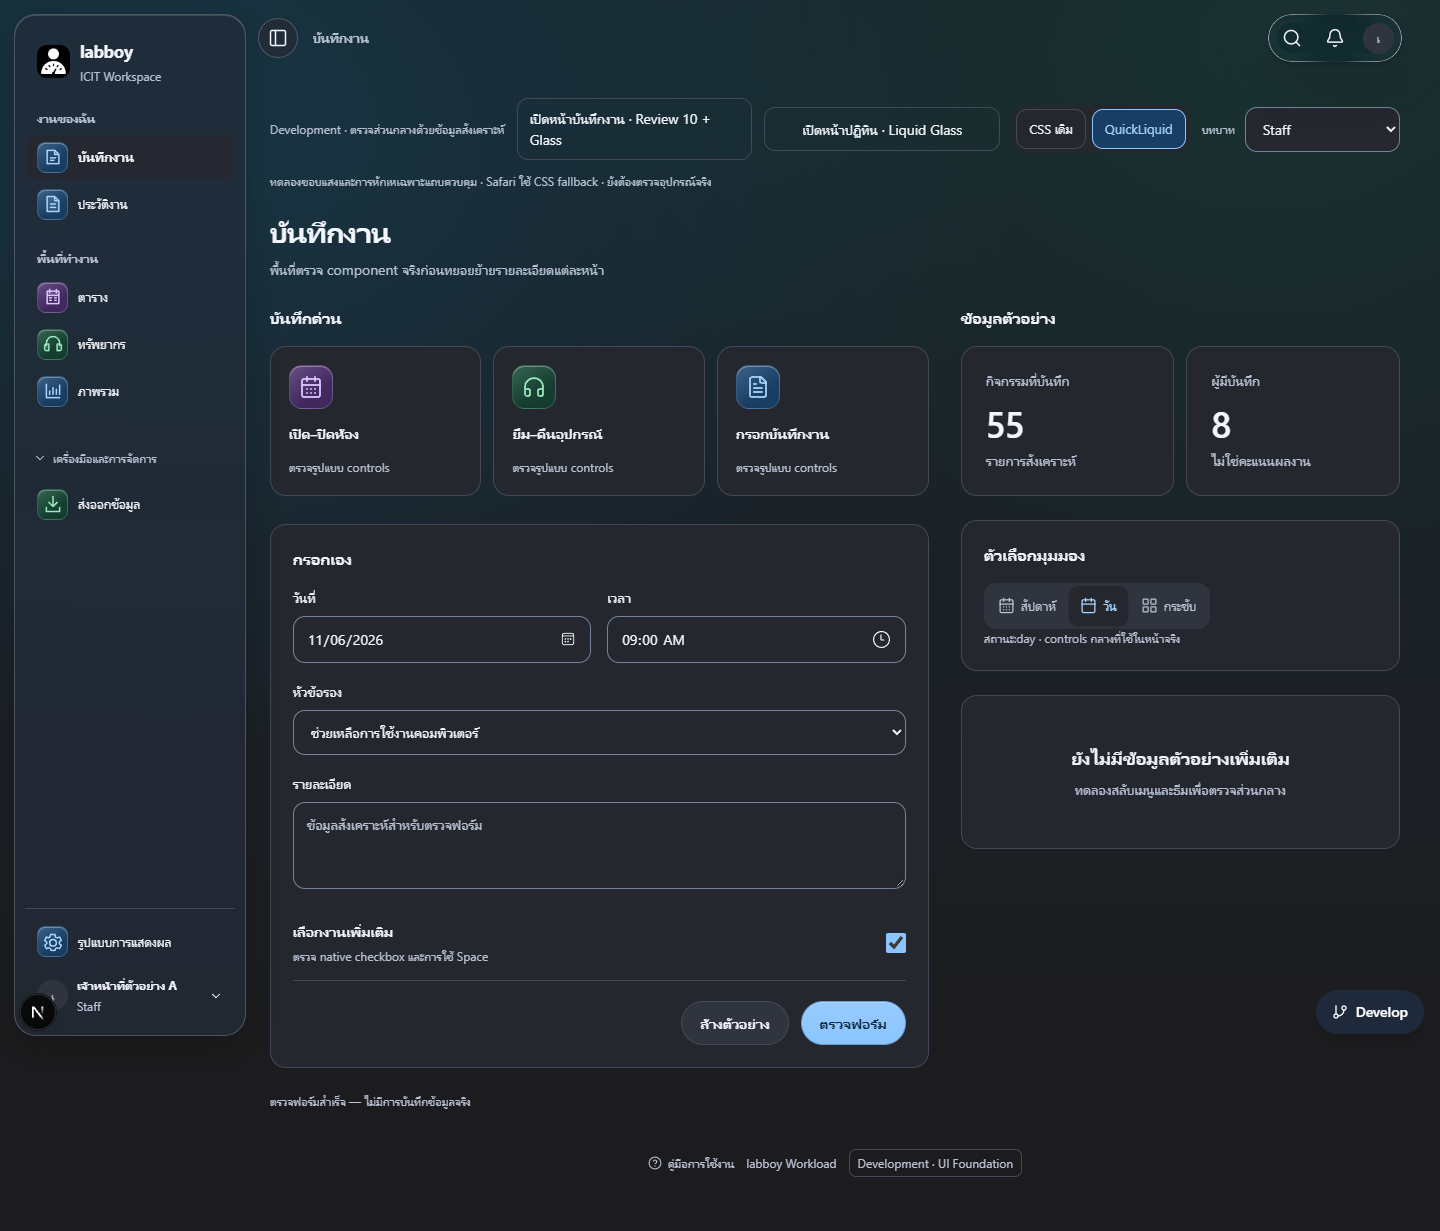 labboy
ICIT Workspace
งานของฉัน
บันทึกงาน
ประวัติงาน
พื้นที่ทำงาน
ตาราง
ทรัพยากร
ภาพรวม
เครื่องมือและการจัดการ
ส่งออกข้อมูล
รูปแบบการแสดงผล
เจ้าหน้าที่ตัวอย่าง A
Staff
N
บันทึกงาน
เ
Development · ตรวจส่วนกลางด้วยข้อมูลสังเคราะห์
เปิดหน้าบันทึกงาน · Review 10 +
Glass
เปิดหน้าปฏิทิน · Liquid Glass
CSS เดิม
QuickLiquid
บทบาท
Staff
ทดลองขอบแสงและการหักเหเฉพาะแถบควบคุม · Safari ใช้ CSS fallback · ยังต้องตรวจอุปกรณ์จริง
บันทึกงาน
พื้นที่ตรวจ component จริงก่อนทยอยย้ายรายละเอียดแต่ละหน้า
บันทึกด่วน
เปิด–ปิดห้อง
ตรวจรูปแบบ controls
ยืม–คืนอุปกรณ์
ตรวจรูปแบบ controls
กรอกบันทึกงาน
ตรวจรูปแบบ controls
ข้อมูลตัวอย่าง
กิจกรรมที่บันทึก
55
รายการสังเคราะห์
ผู้มีบันทึก
8
ไม่ใช่คะแนนผลงาน
กรอกเอง
วันที่
11/06/2026
เวลา
09:00 AM
หัวข้อรอง
ช่วยเหลือการใช้งานคอมพิวเตอร์
รายละเอียด
ข้อมูลสังเคราะห์สำหรับตรวจฟอร์ม
เลือกงานเพิ่มเติม
ตรวจ native checkbox และการใช้ Space
ล้างตัวอย่าง
ตรวจฟอร์ม
ตัวเลือกมุมมอง
สัปดาห์
วัน
กระชับ
สถานะ:day · controls กลางที่ใช้ในหน้าจริง
ยังไม่มีข้อมูลตัวอย่างเพิ่มเติม
ทดลองสลับเมนูและธีมเพื่อตรวจส่วนกลาง
Develop
ตรวจฟอร์มสำเร็จ — ไม่มีการบันทึกข้อมูลจริง
คู่มือการใช้งาน
labboy Workload
Development · UI Foundation